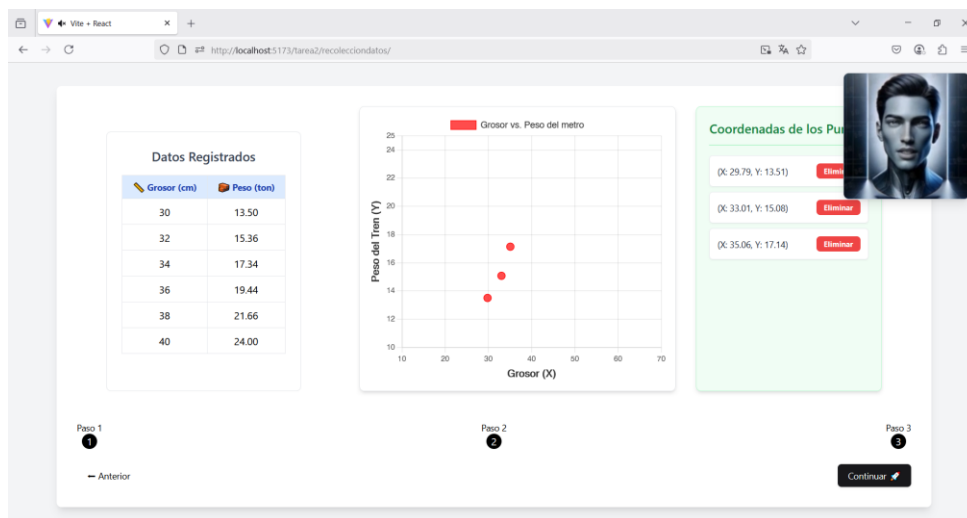 Vite + React
http://localhost:5173/tarea2/recolecciondatos/
Datos Registrados
Grosor (cm) Peso (ton)
30 13.50
32 15.36
34 17.34
36 19.44
38 21.66
40 24.00
Grosor vs. Peso del metro
Peso del Tren (Y)
25
24
22
20
18
16
14
12
10
10 20 30 40 50 60 70
Grosor (X)
Coordenadas de los Pu
(X: 29.79, Y: 13.51) Elimi
(X: 33.01, Y: 15.08) Eliminar
(X: 35.06, Y: 17.14) Eliminar
Paso 1
1
Paso 2
2
Paso 3
3
← Anterior
Continuar